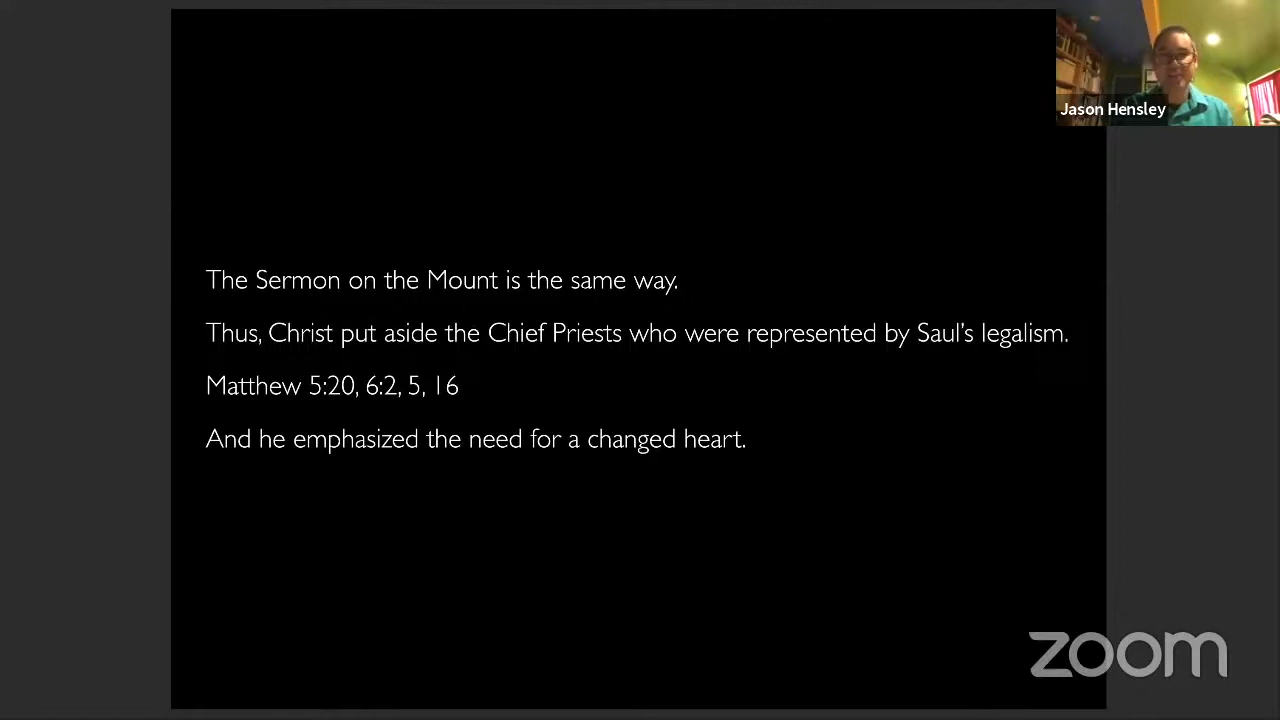 Jason Hensley
The Sermon on the Mount is the same way.
Thus, Christ put aside the Chief Priests who were represented by Saul's legalism.
Matthew 5:20, 6:2, 5, 16
And he emphasized the need for a changed heart.
zoom